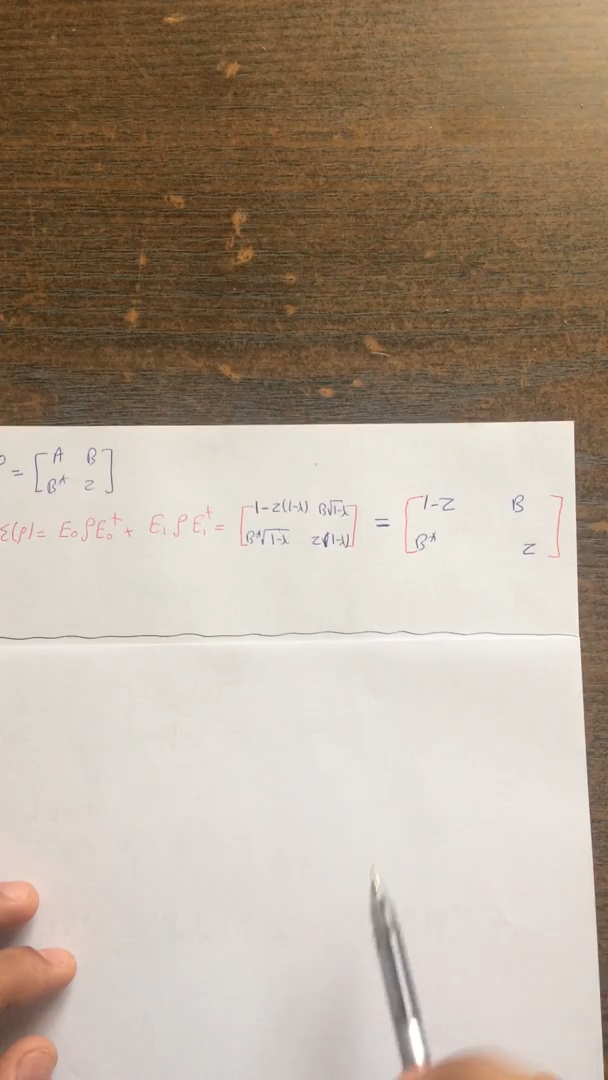 ρ = [ A B
B* z ]
ε(ρ) = E₀ρE₀† + E₁ρE₁† = [ 1-z(1-λ) B√1-λ
B*√1-λ z(1-λ) ] = [ 1-z B
B* z ]